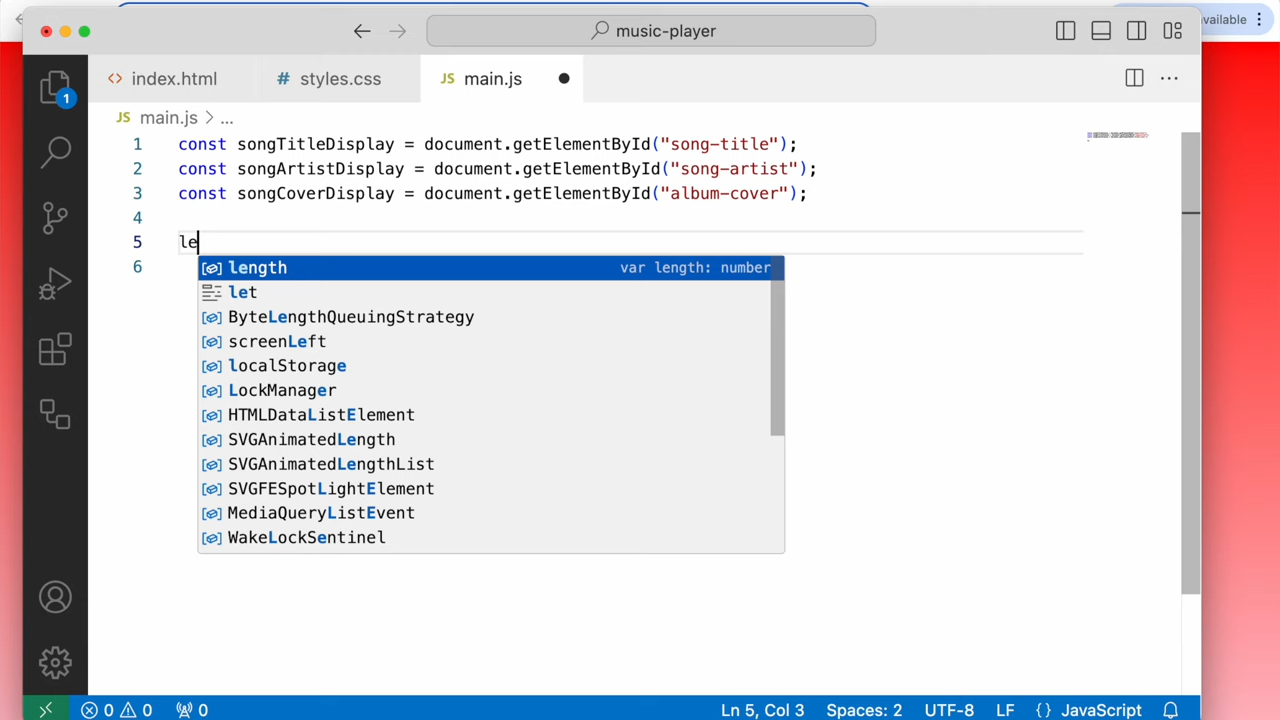 vailable
music-player
index.html
# styles.css
JS main.js
1
JS main.js > ...
1 const songTitleDisplay = document.getElementById("song-title");
2 const songArtistDisplay = document.getElementById("song-artist");
3 const songCoverDisplay = document.getElementById("album-cover");
4
5 le
6
length var length: number
let
ByteLengthQueuingStrategy
screenLeft
localStorage
LockManager
HTMLDataListElement
SVGAnimatedLength
SVGAnimatedLengthList
SVGFESpotLightElement
MediaQueryListEvent
WakeLockSentinel
0 0 0 Ln 5, Col 3 Spaces: 2 UTF-8 LF {} JavaScript